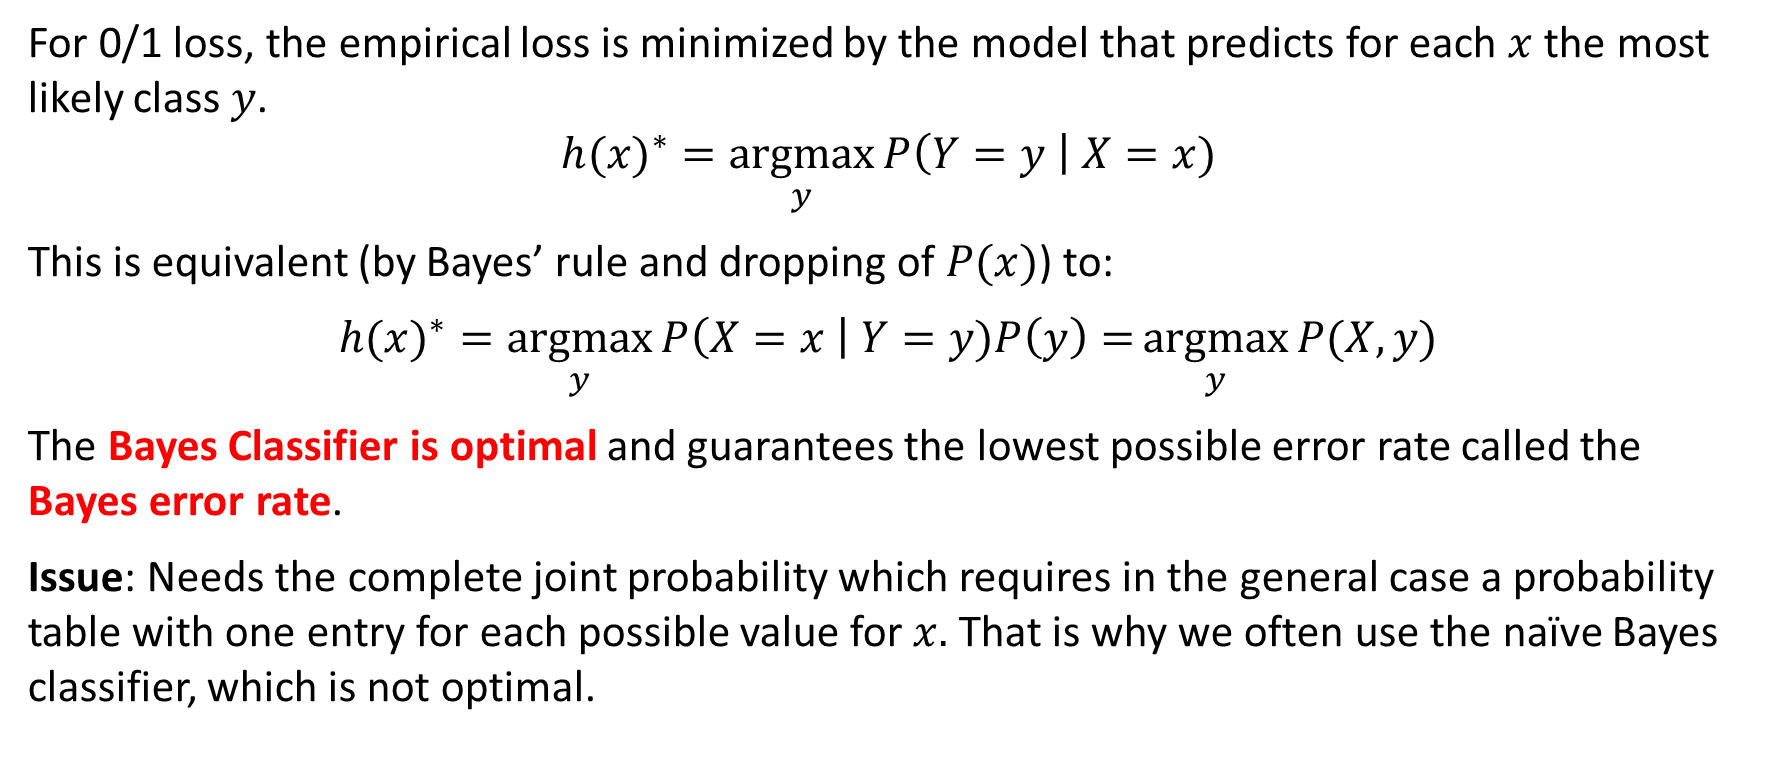 For 0/1 loss, the empirical loss is minimized by the model that predicts for each x the most
likely class y.
h(x)* = argmax P(Y = y | X = x)
y
This is equivalent (by Bayes’ rule and dropping of P(x)) to:
h(x)* = argmax P(X = x | Y = y)P(y) = argmax P(X, y)
y y
The Bayes Classifier is optimal and guarantees the lowest possible error rate called the
Bayes error rate.
Issue: Needs the complete joint probability which requires in the general case a probability
table with one entry for each possible value for x. That is why we often use the naïve Bayes
classifier, which is not optimal.